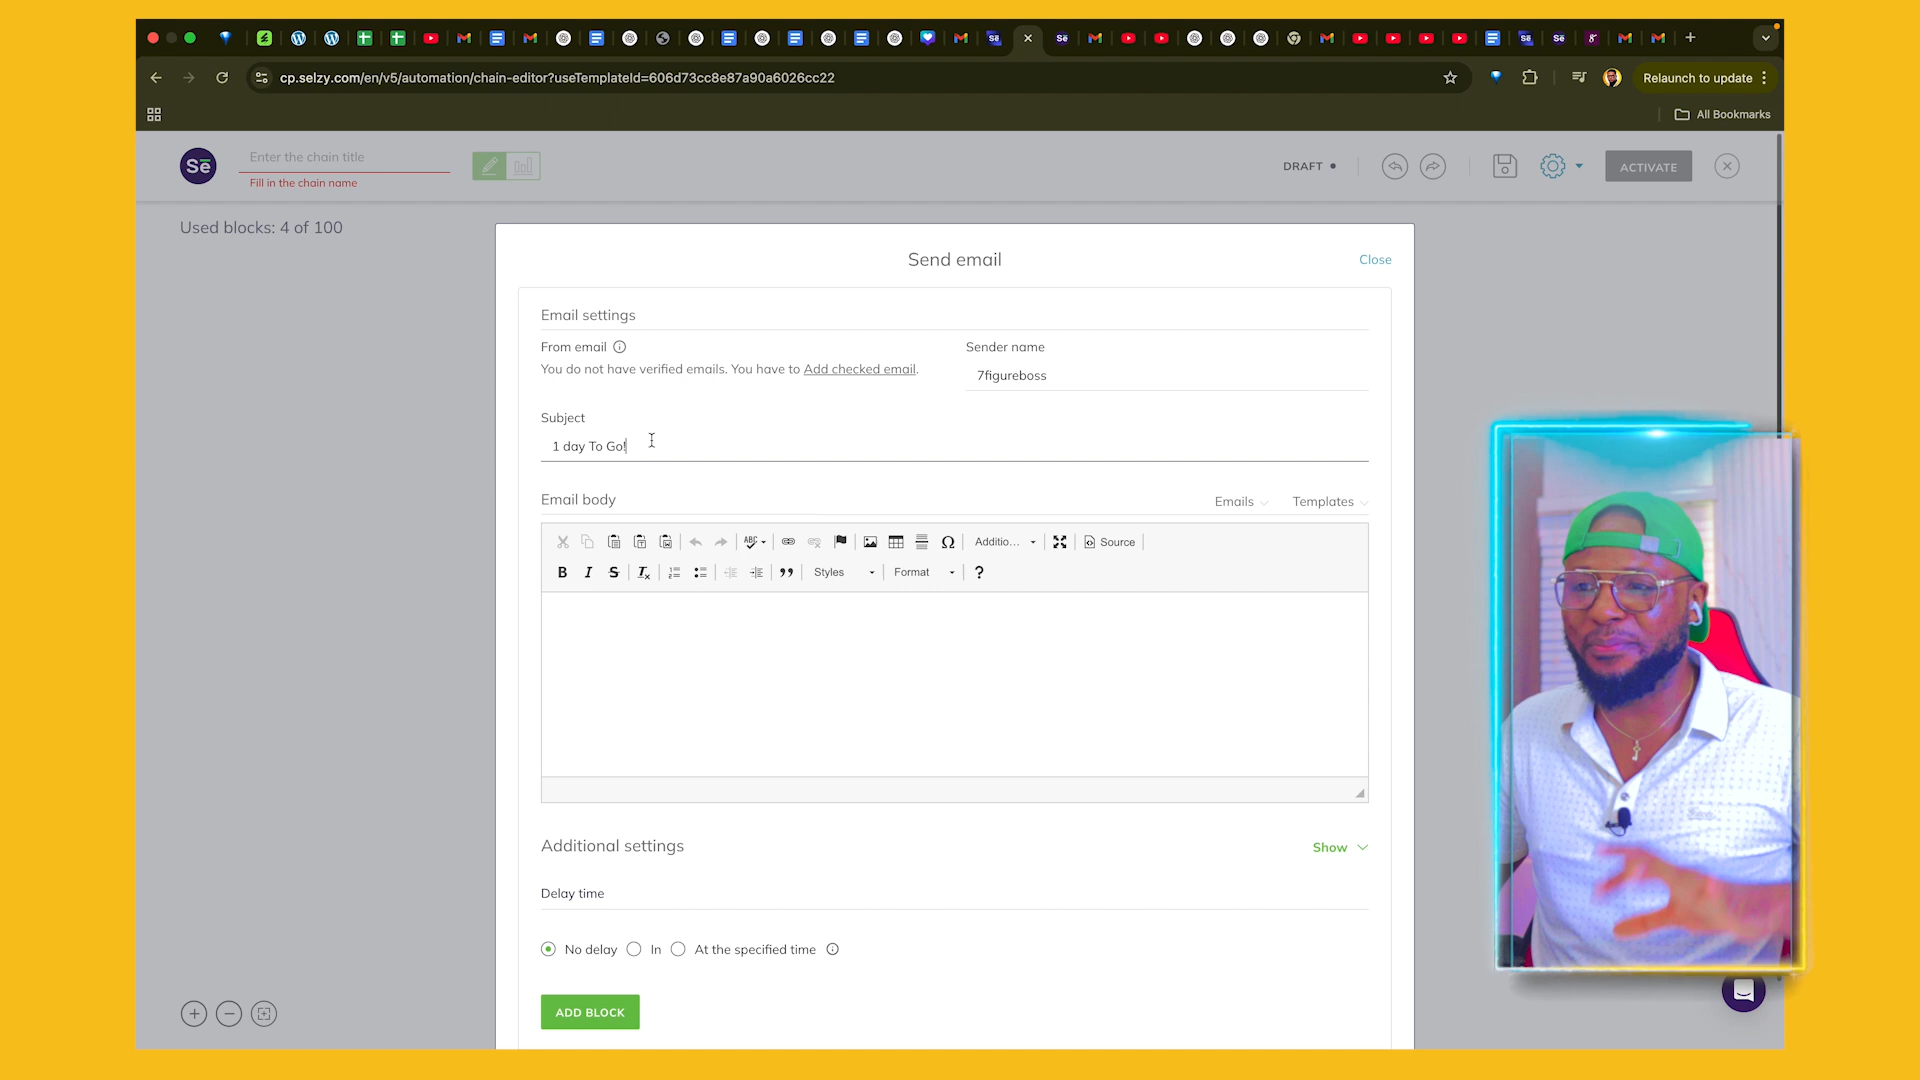 Relaunch to update
cp.selzy.com/en/v5/automation/chain-editor?useTemplateId=606d73cc8e87a90a6026cc22
All Bookmarks
Sē
Enter the chain title
Fill in the chain name
DRAFT
ACTIVATE
Used blocks: 4 of 100
Send email
Close
Email settings
From email
Sender name
You do not have verified emails. You have to Add checked email.
7figureboss
Subject
1 day To Go!
Email body
Emails
Templates
ABC
Additio...
Source
B I S Tx
Styles
Format
?
Additional settings
Show
Delay time
No delay
In
At the specified time
ADD BLOCK